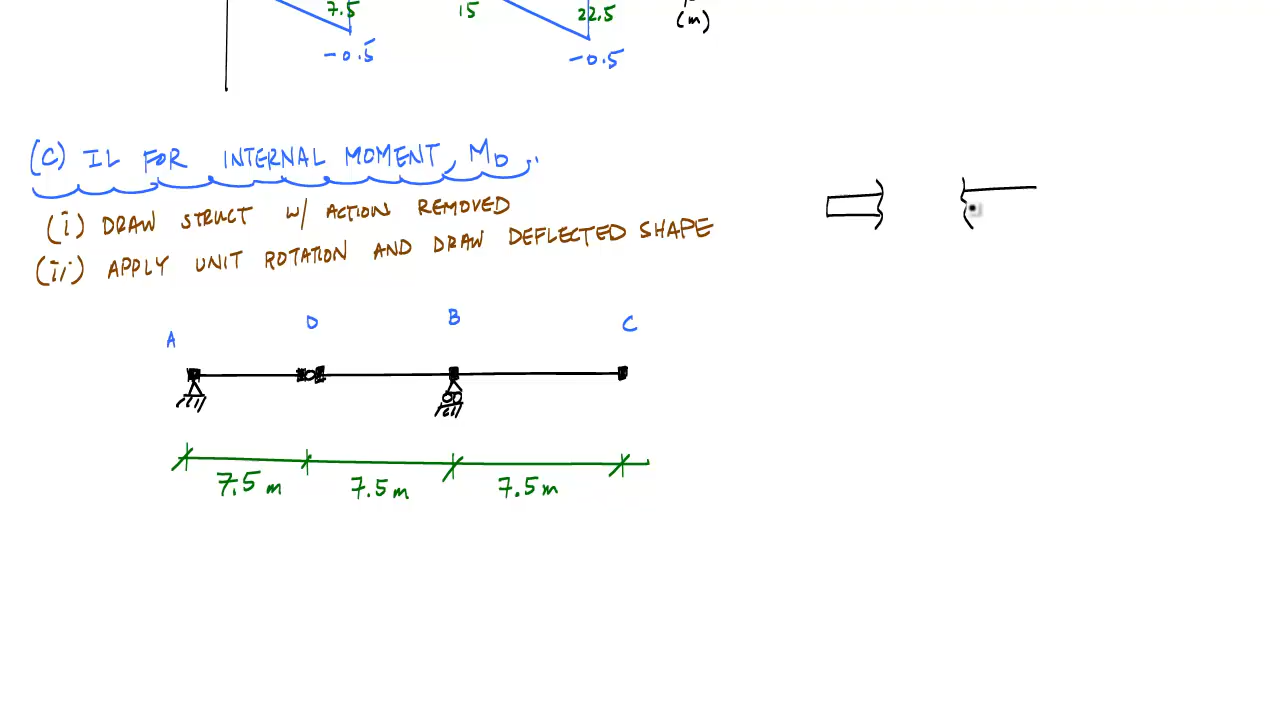 7.5 15 22.5 (m)
-0.5 -0.5
(C) IL FOR INTERNAL MOMENT, MD.
(i) DRAW STRUCT W/ ACTION REMOVED
(ii) APPLY UNIT ROTATION AND DRAW DEFLECTED SHAPE
A D B C
7.5 m 7.5 m 7.5 m